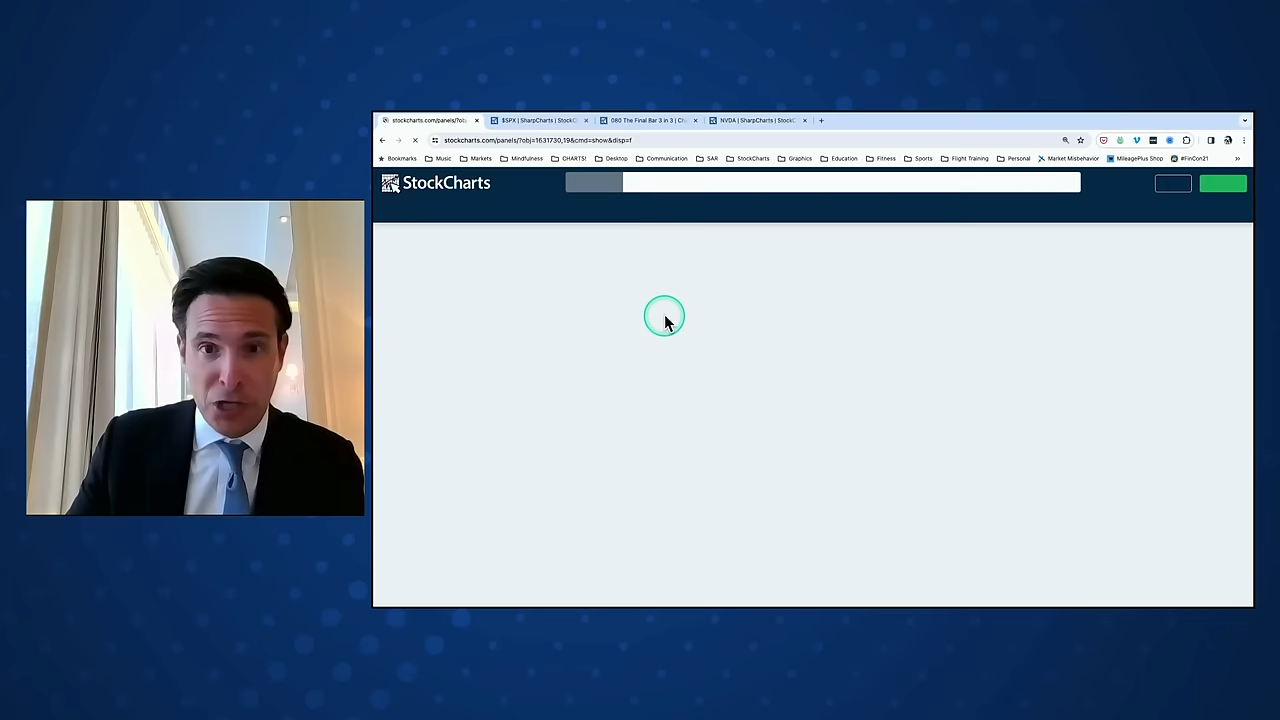 stockcharts.com/panels/?obj
$SPX | SharpCharts | StockC
080 The Final Bar 3 in 3 | Ch
NVDA | SharpCharts | StockC
stockcharts.com/panels/?obj=1631730,19&cmd=show&disp=f
Bookmarks Music Markets Mindfulness CHARTS! Desktop Communication SAR StockCharts Graphics Education Fitness Sports Flight Training Personal Market Misbehavior MileagePlus Shop #FinCon21 »
StockCharts